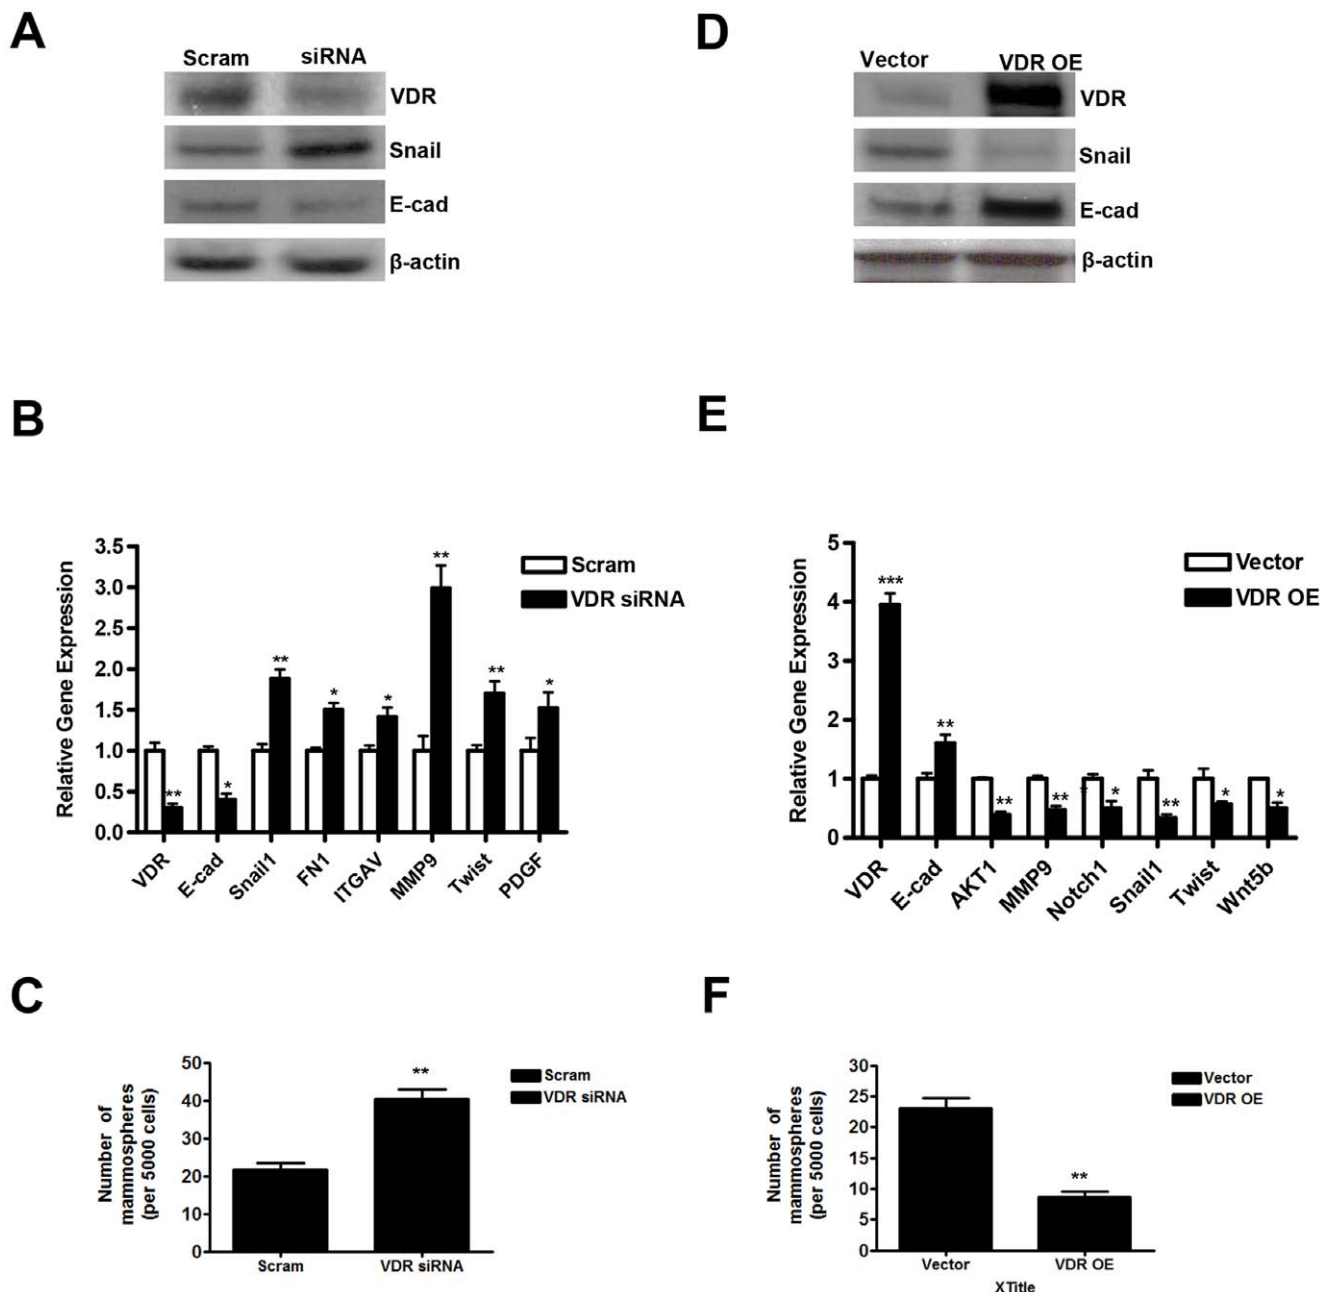 A
Scram siRNA
VDR
Snail
E-cad
β-actin
D
Vector VDR OE
VDR
Snail
E-cad
β-actin
B
Relative Gene Expression
3.5
3.0
2.5
2.0
1.5
1.0
0.5
0.0
** * ** * * ** ** *
VDR E-cad Snail1 FN1 ITGAV MMP9 Twist PDGF
Scram
VDR siRNA
E
Relative Gene Expression
5
4
3
2
1
0
*** ** ** ** * * ** * *
VDR E-cad AKT1 MMP9 Notch1 Snail1 Twist Wnt5b
Vector
VDR OE
C
Number of
mammospheres
(per 5000 cells)
50
40
30
20
10
0
**
Scram VDR siRNA
Scram
VDR siRNA
F
Number of
mammospheres
(per 5000 cells)
30
25
20
15
10
5
0
**
Vector VDR OE
XTitle
Vector
VDR OE